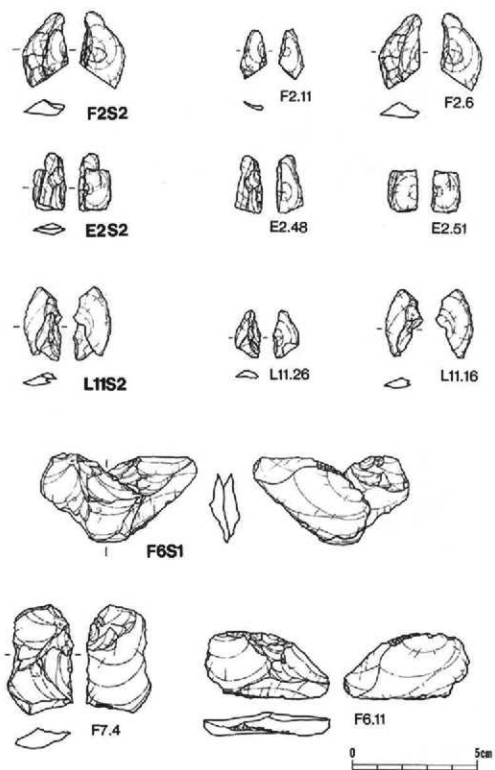 F2S2
F2.11
F2.6
E2S2
E2.48
E2.51
L11S2
L11.26
L11.16
F6S1
F7.4
F6.11
0 5cm